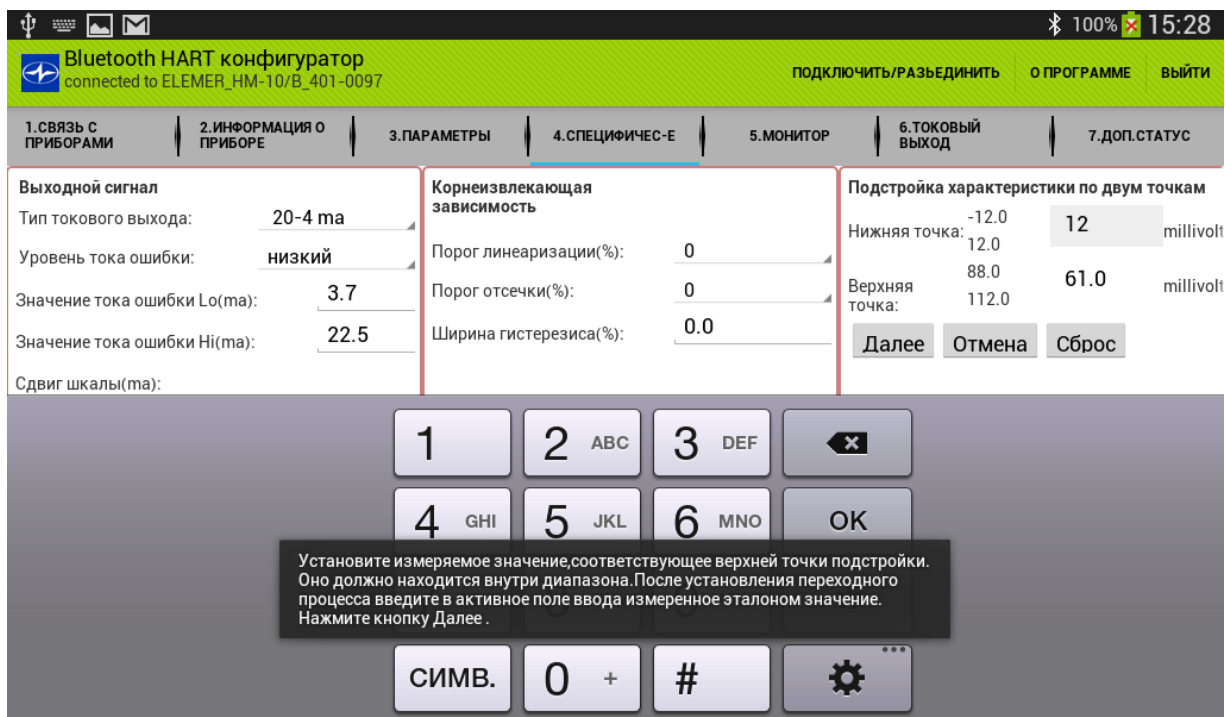 100% 15:28
Bluetooth HART конфигуратор
connected to ELEMER_HM-10/B_401-0097
ПОДКЛЮЧИТЬ/РАЗЬЕДИНИТЬ О ПРОГРАММЕ ВЫЙТИ
1.СВЯЗЬ С
ПРИБОРАМИ
2.ИНФОРМАЦИЯ О
ПРИБОРЕ
3.ПАРАМЕТРЫ
4.СПЕЦИФИЧЕС-Е
5.МОНИТОР
6.ТОКОВЫЙ
ВЫХОД
7.ДОП.СТАТУС
Выходной сигнал
Тип токового выхода: 20-4 ma
Уровень тока ошибки: низкий
Значение тока ошибки Lo(ma): 3.7
Значение тока ошибки Hi(ma): 22.5
Сдвиг шкалы(ma):
Корнеизвлекающая
зависимость
Порог линеаризации(%): 0
Порог отсечки(%): 0
Ширина гистерезиса(%): 0.0
Подстройка характеристики по двум точкам
Нижняя точка: -12.0
12.0
12 millivolt
Верхняя
точка:
88.0
112.0
61.0 millivolt
Далее Отмена Сброс
1 2 ABC 3 DEF
4 GHI 5 JKL 6 MNO OK
Установите измеряемое значение,соответствующее верхней точки подстройки.
Оно должно находится внутри диапазона.После установления переходного
процесса введите в активное поле ввода измеренное эталоном значение.
Нажмите кнопку Далее .
СИМВ. 0 + #